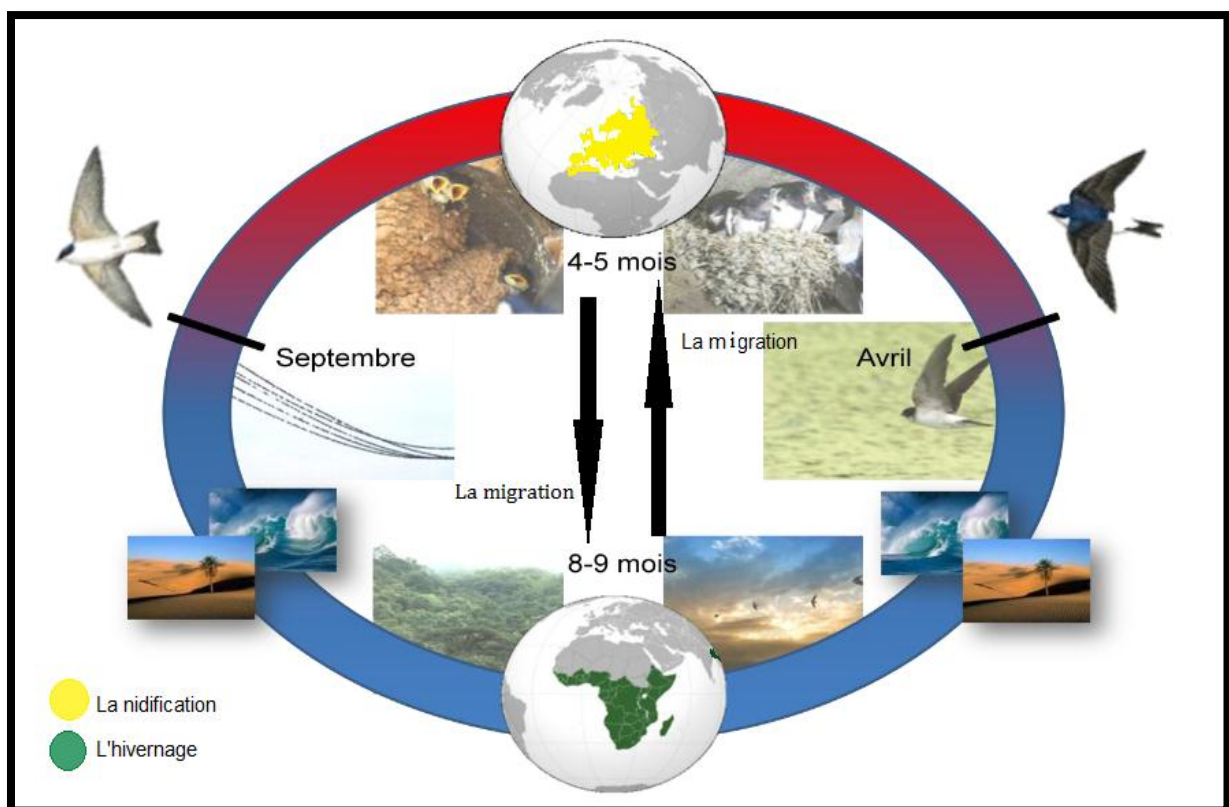 4-5 mois
La migration
Septembre
Avril
La migration
8-9 mois
La nidification
L'hivernage